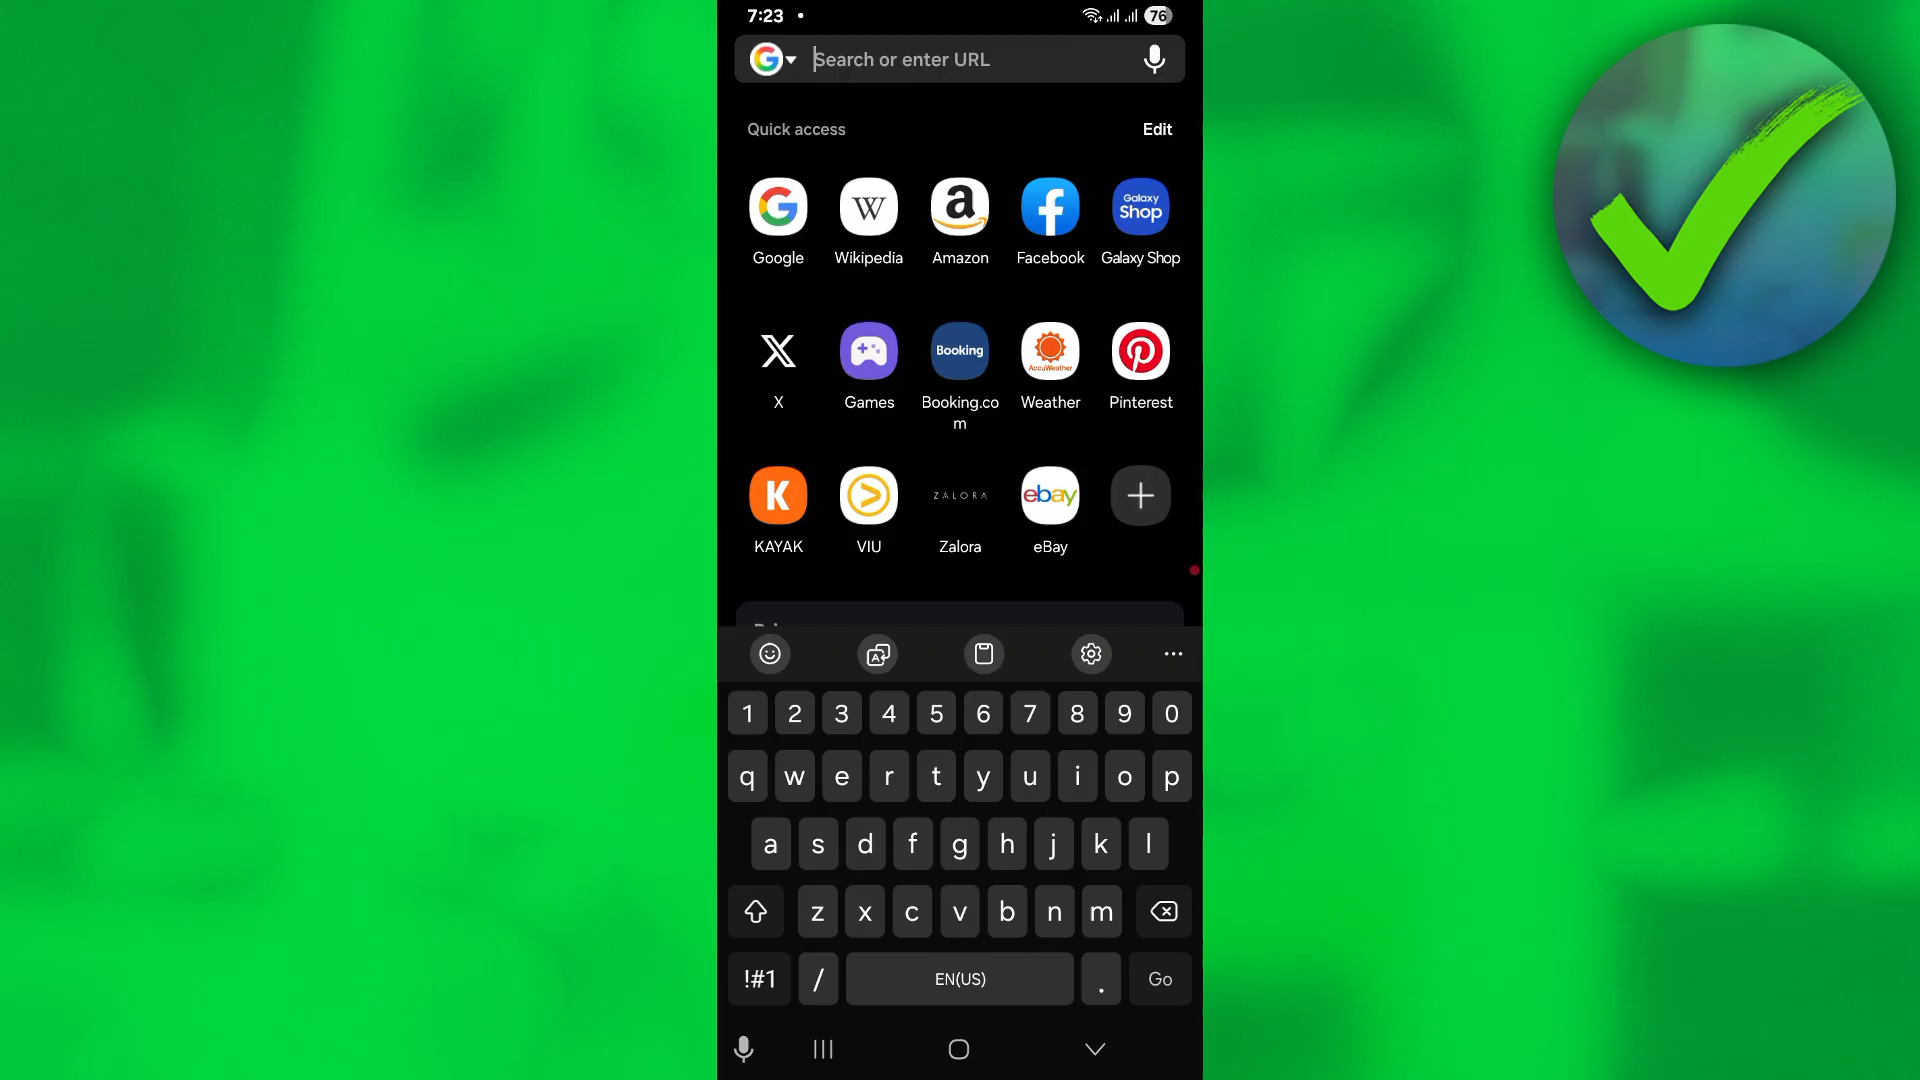 7:23
76
Search or enter URL
Quick access
Edit
Galaxy Shop
Google
Wikipedia
Amazon
Facebook
Galaxy Shop
Booking
AccuWeather
X
Games
Booking.co
m
Weather
Pinterest
ZALORA
ebay
KAYAK
VIU
Zalora
eBay
1 2 3 4 5 6 7 8 9 0
q w e r t y u i o p
a s d f g h j k l
z x c v b n m
!#1 / EN(US) . Go